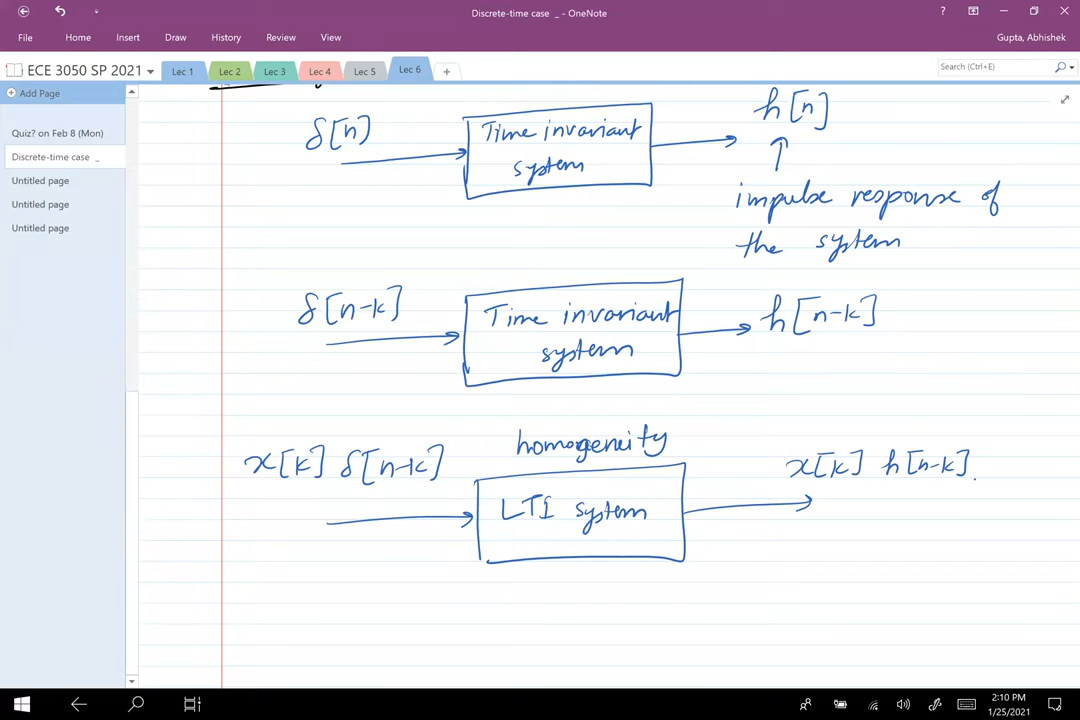 Discrete-time case _ - OneNote
?
File Home Insert Draw History Review View
Gupta, Abhishek
ECE 3050 SP 2021
Lec 1 Lec 2 Lec 3 Lec 4 Lec 5 Lec 6 +
Search (Ctrl+E)
Add Page
Quiz? on Feb 8 (Mon)
Discrete-time case _
Untitled page
Untitled page
Untitled page
δ[n]
Time invariant
system
h[n]
impulse response of
the system
δ[n-k]
Time invariant
system
h[n-k]
homogeneity
x[k] δ[n-k]
LTI system
x[k] h[n-k].
2:10 PM
1/25/2021